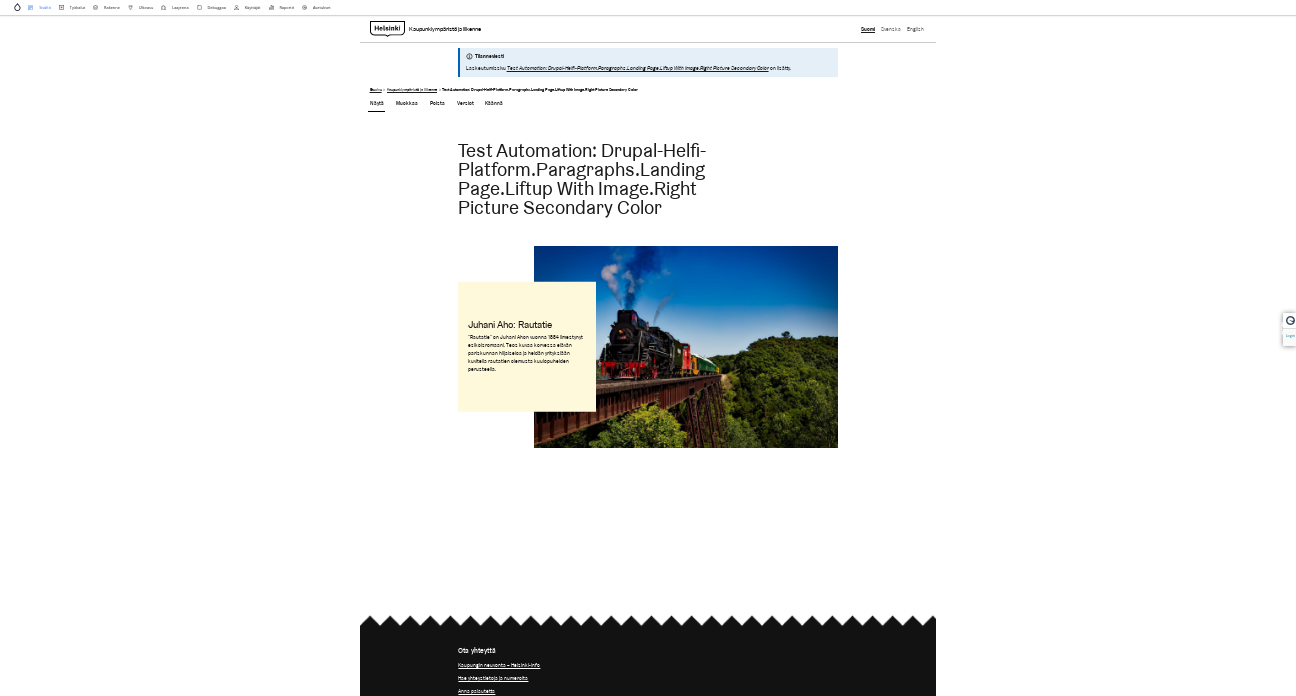 Sisältö Työkalut Rakenne Ulkoasu Laajenna Debuggaa Käyttäjät Raportit Asetukset
Helsinki Kaupunkiympäristö ja liikenne Suomi Svenska English
Tilanneviesti
Laskeutumissivu Test Automation: Drupal-Helfi-Platform.Paragraphs.Landing Page.Liftup With Image.Right Picture Secondary Color on lisätty.
Etusivu > Kaupunkiympäristö ja liikenne > Test Automation: Drupal-Helfi-Platform.Paragraphs.Landing Page.Liftup With Image.Right Picture Secondary Color
Näytä Muokkaa Poista Versiot Käännä
Test Automation: Drupal-Helfi-
Platform.Paragraphs.Landing
Page.Liftup With Image.Right
Picture Secondary Color
Juhani Aho: Rautatie
"Rautatie" on Juhani Ahon vuonna 1884 ilmestynyt
esikoisromaani. Teos kuvaa korvessa elävän
pariskunnan hiljaiseloa ja heidän yrityksiään
kuvitella rautatien olemusta kuulopuheiden
perusteella.
Login
Ota yhteyttä
Kaupungin neuvonta – Helsinki-info
Hae yhteystietoja ja numeroita
Anna palautetta